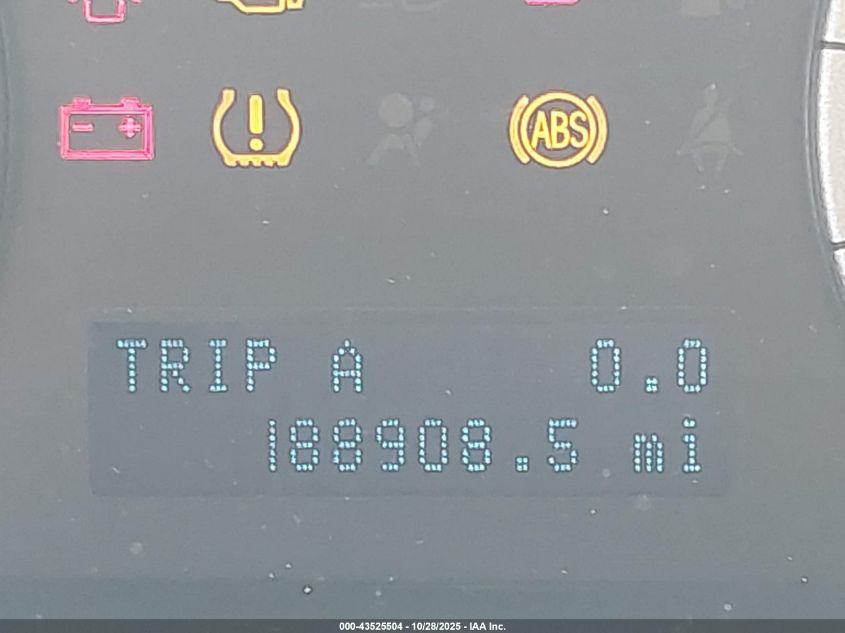 ABS
TRIP A 0.0
188908.5 mi
000-43525504 - 10/28/2025 - IAA Inc.